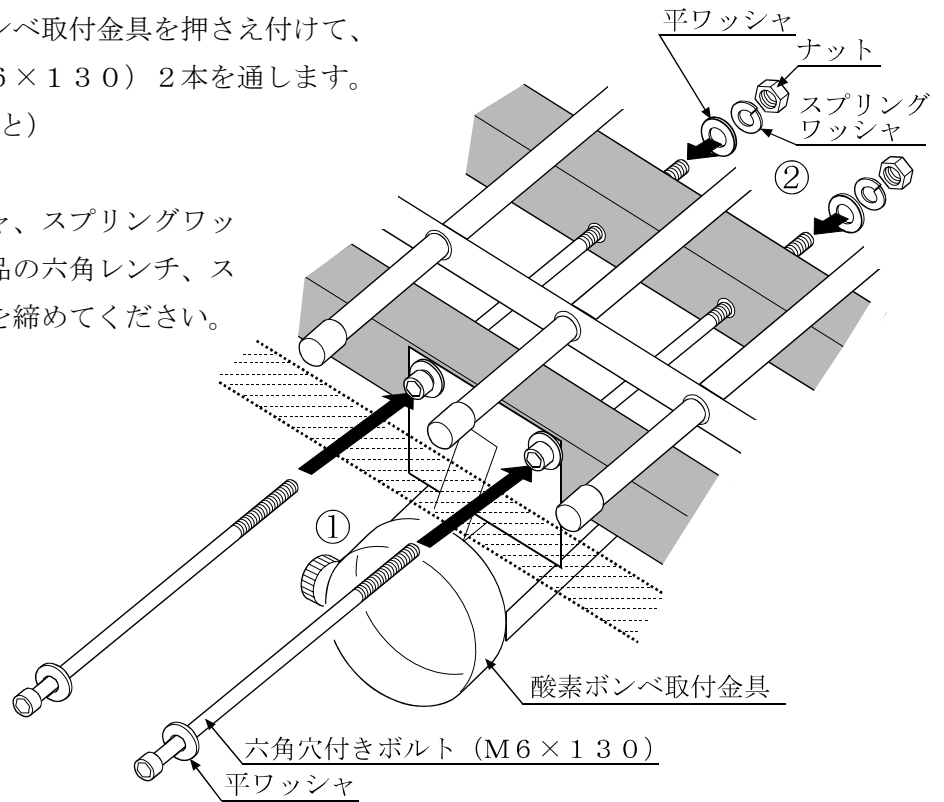 ンベ取付金具を押さえ付けて、
６×１３０）２本を通します。
と）
ャ、スプリングワッ
品の六角レンチ、ス
を締めてください。
平ワッシャ
ナット
スプリング
ワッシャ
②
①
酸素ボンベ取付金具
六角穴付きボルト（Ｍ６×１３０）
平ワッシャ